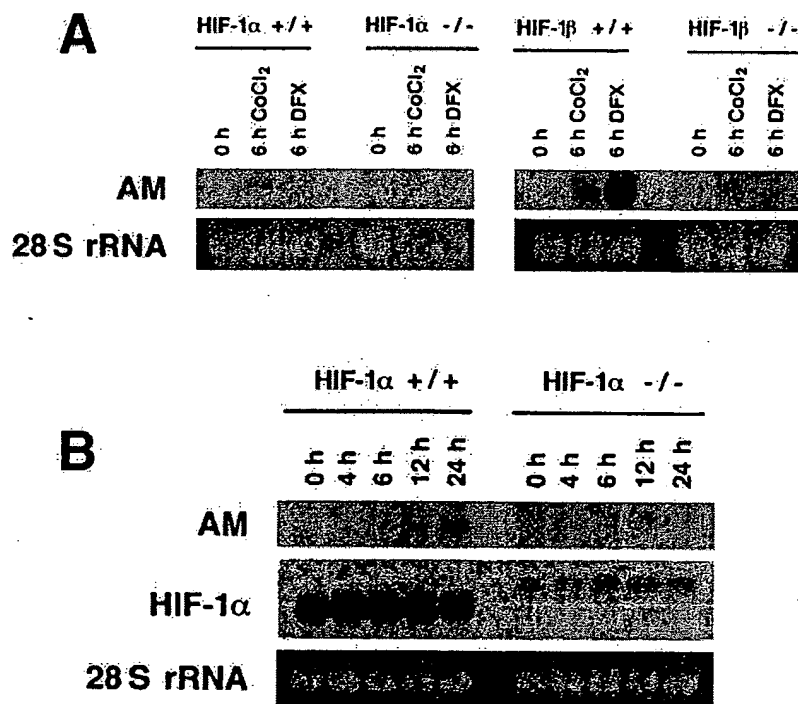 A
HIF-1α +/+ HIF-1α -/- HIF-1β +/+ HIF-1β -/-
0 h 6 h CoCl2 6 h DFX 0 h 6 h CoCl2 6 h DFX 0 h 6 h CoCl2 6 h DFX 0 h 6 h CoCl2 6 h DFX
AM
28S rRNA
HIF-1α +/+ HIF-1α -/-
B
0 h 4 h 6 h 12 h 24 h 0 h 4 h 6 h 12 h 24 h
AM
HIF-1α
28S rRNA